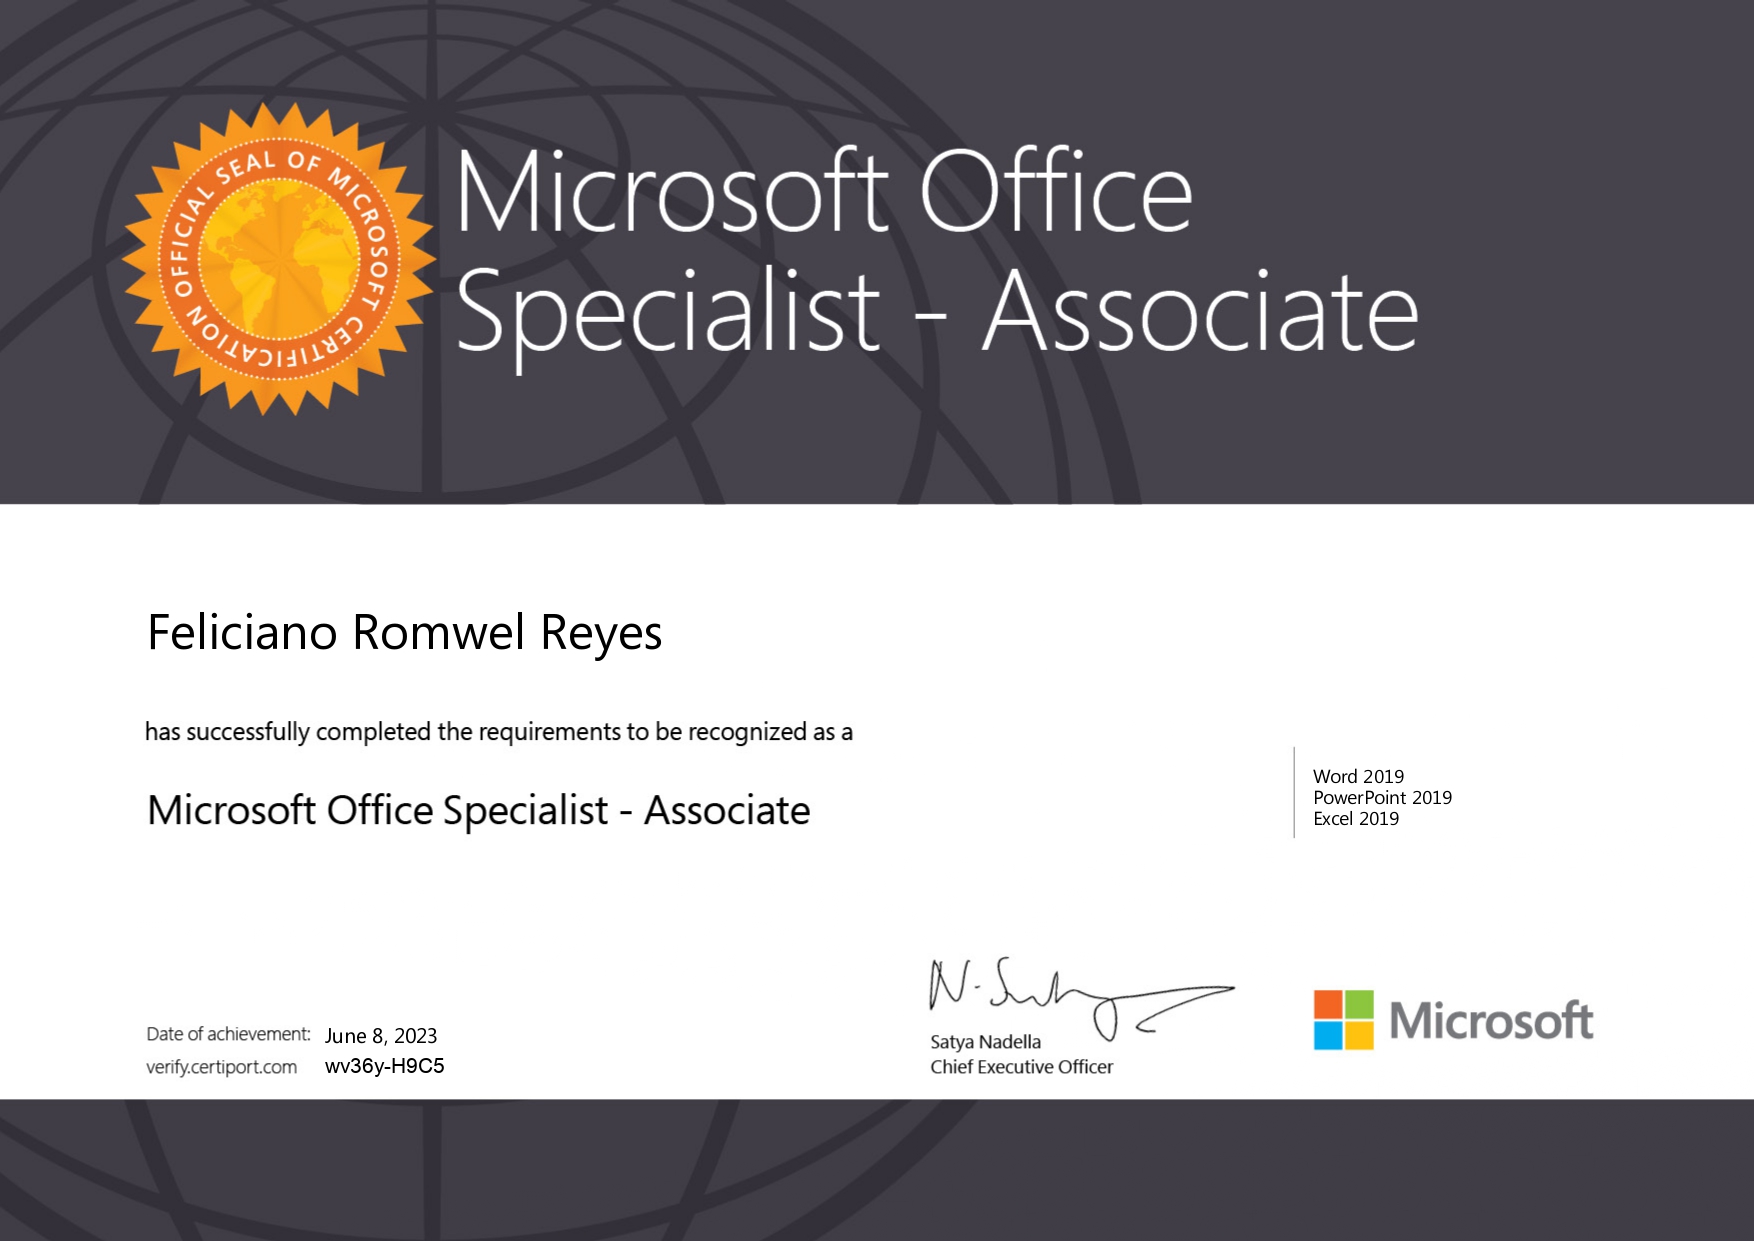 OFFICIAL SEAL OF MICROSOFT CERTIFICATION
Microsoft Office
Specialist - Associate
Feliciano Romwel Reyes
has successfully completed the requirements to be recognized as a
Microsoft Office Specialist - Associate
Word 2019
PowerPoint 2019
Excel 2019
Date of achievement: June 8, 2023
verify.certiport.com wv36y-H9C5
Satya Nadella
Chief Executive Officer
Microsoft